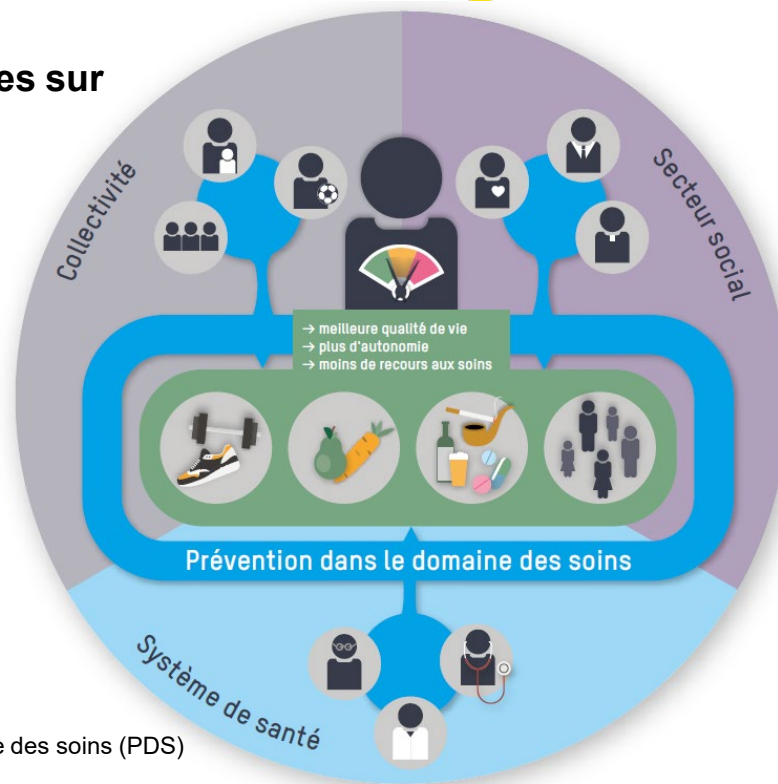 es sur
Collectivité
Secteur social
→ meilleure qualité de vie
→ plus d'autonomie
→ moins de recours aux soins
Prévention dans le domaine des soins
Système de santé
e des soins (PDS)